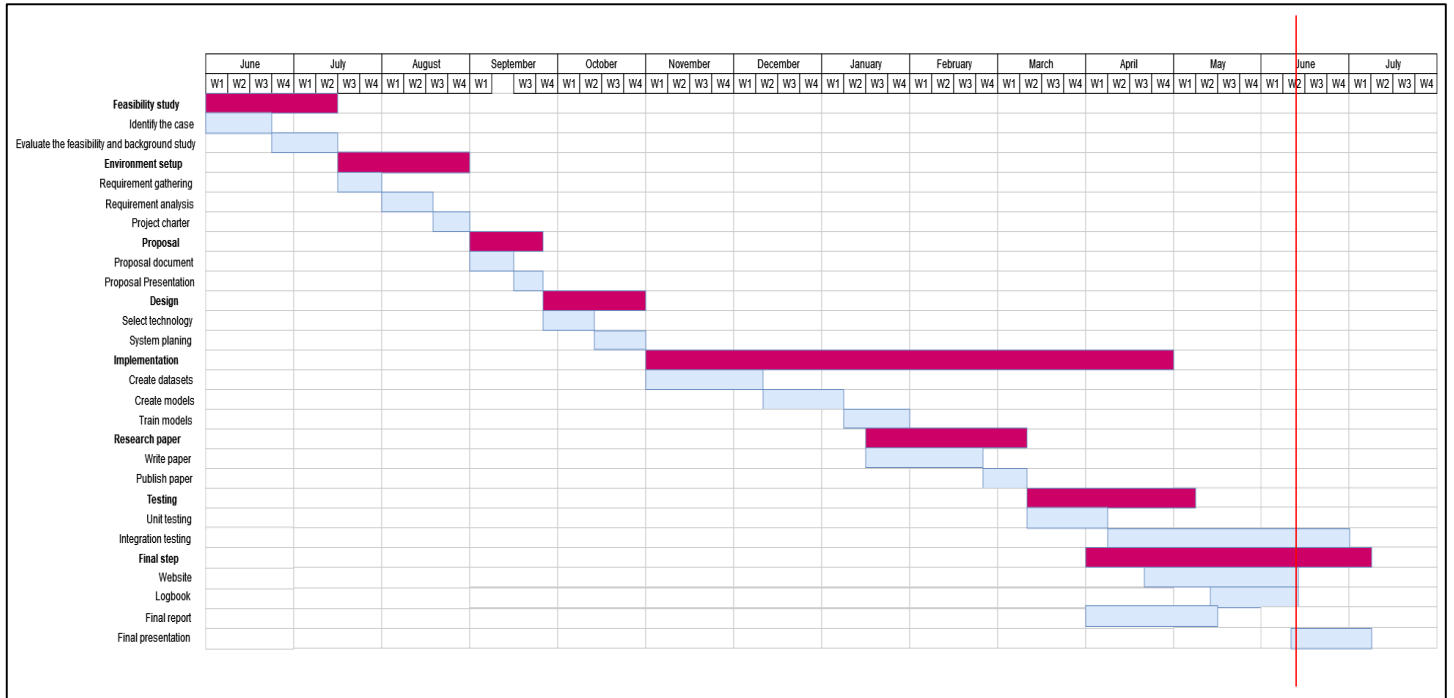 June July August September October November December January February March April May June July
W1 W2 W3 W4 W1 W2 W3 W4 W1 W2 W3 W4 W1 W3 W4 W1 W2 W3 W4 W1 W2 W3 W4 W1 W2 W3 W4 W1 W2 W3 W4 W1 W2 W3 W4 W1 W2 W3 W4 W1 W2 W3 W4 W1 W2 W3 W4 W1 W2 W3 W4 W1 W2 W3 W4
Feasibility study
Identify the case
Evaluate the feasibility and background study
Environment setup
Requirement gathering
Requirement analysis
Project charter
Proposal
Proposal document
Proposal Presentation
Design
Select technology
System planing
Implementation
Create datasets
Create models
Train models
Research paper
Write paper
Publish paper
Testing
Unit testing
Integration testing
Final step
Website
Logbook
Final report
Final presentation